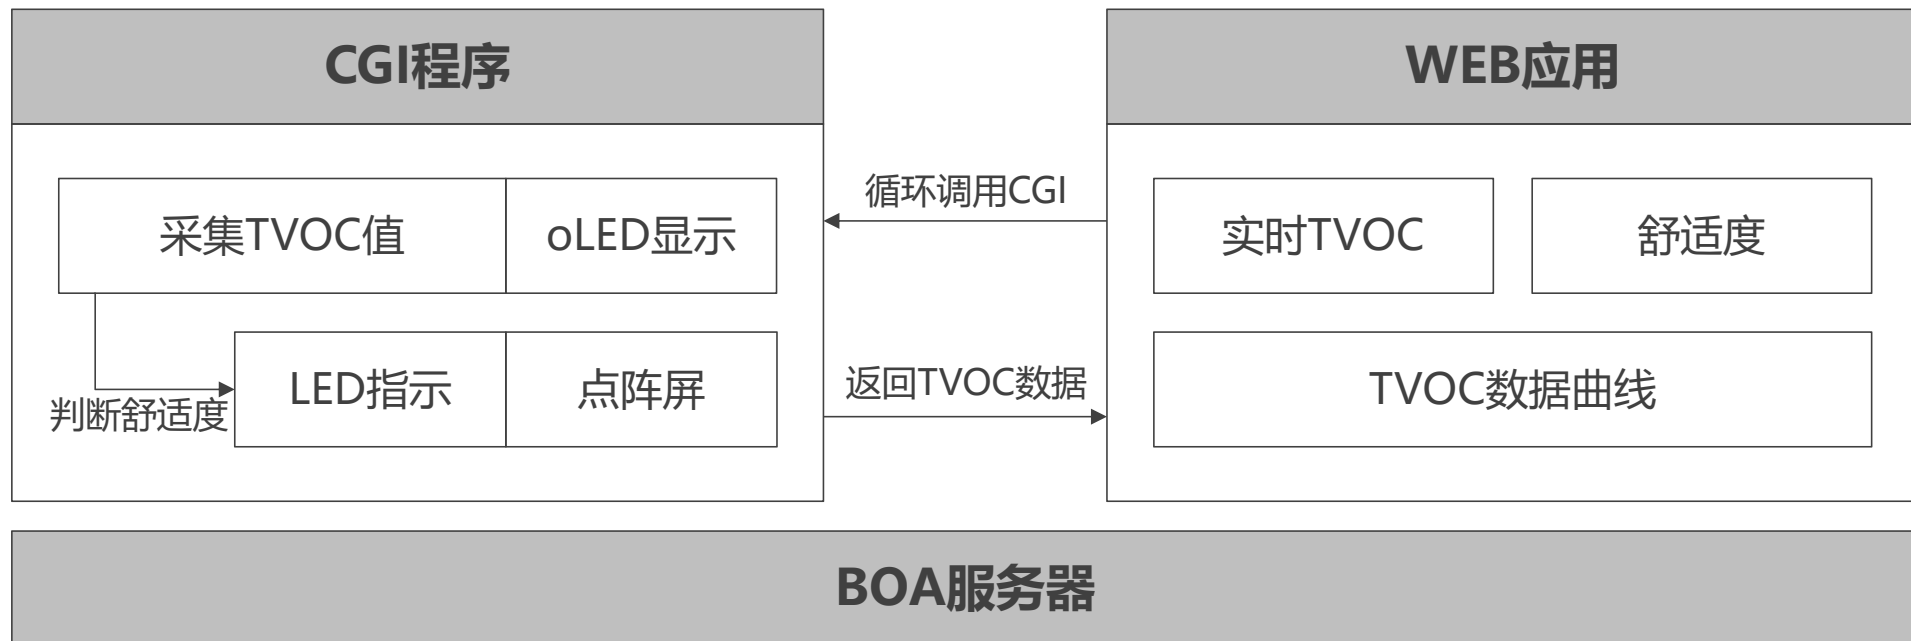 CGI程序
WEB应用
采集TVOC值
oLED显示
循环调用CGI
实时TVOC
舒适度
判断舒适度
LED指示
点阵屏
返回TVOC数据
TVOC数据曲线
BOA服务器